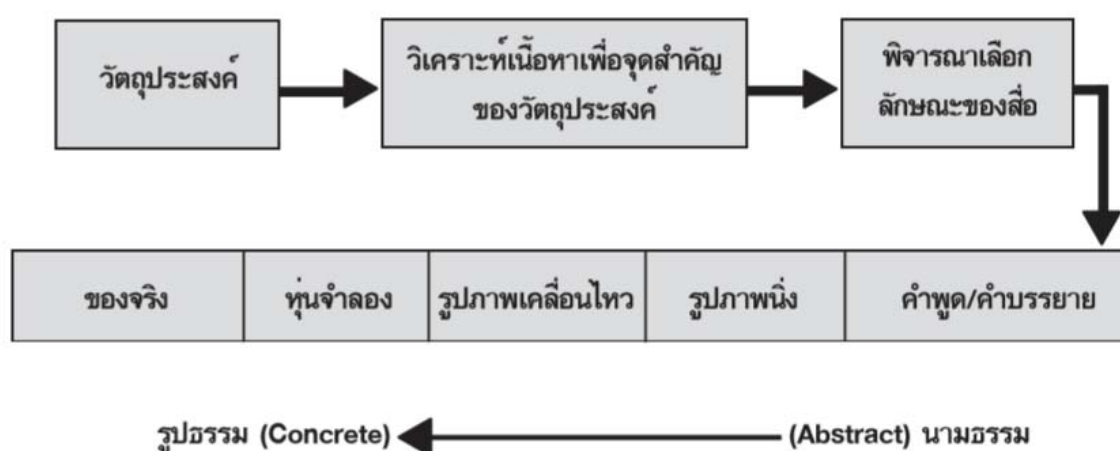 วัตถุประสงค์
วิเคราะห์เนื้อหาเพื่อจุดสำคัญ
ของวัตถุประสงค์
พิจารณาเลือก
ลักษณะของสื่อ
ของจริง
หุ่นจำลอง
รูปภาพเคลื่อนไหว
รูปภาพนิ่ง
คำพูด/คำบรรยาย
รูปธรรม (Concrete)
(Abstract) นามธรรม